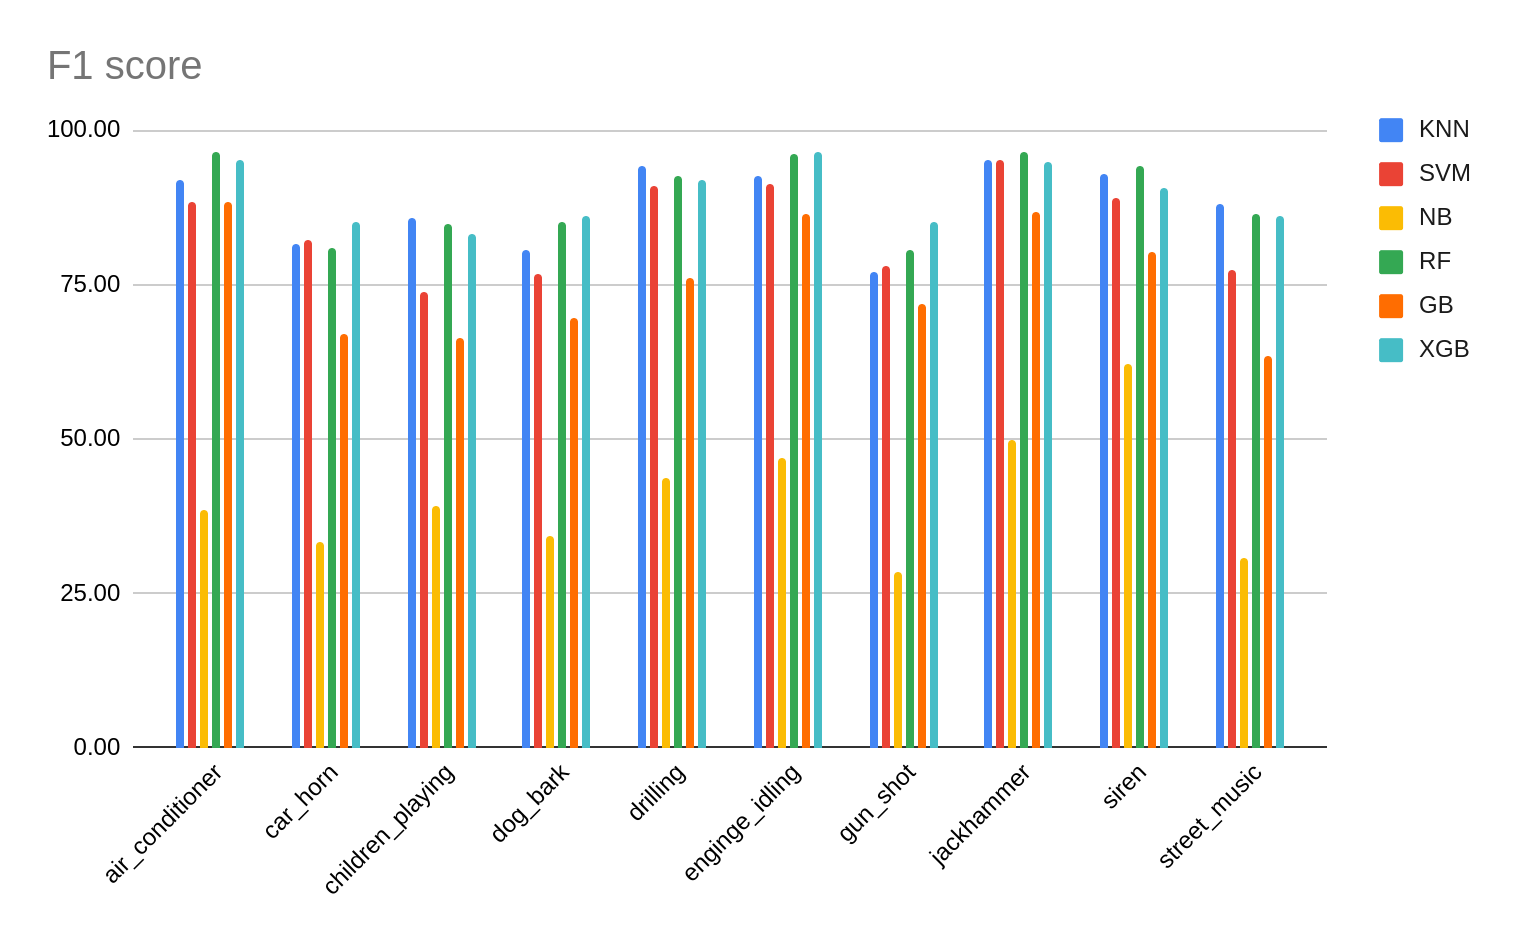 F1 score
100.00
75.00
50.00
25.00
0.00
air_conditioner
car_horn
children_playing
dog_bark
drilling
enginge_idling
gun_shot
jackhammer
siren
street_music
KNN
SVM
NB
RF
GB
XGB